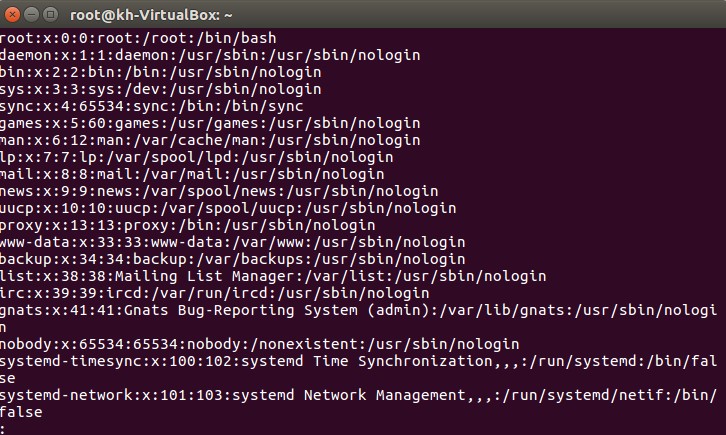 root@kh-VirtualBox: ~
root:x:0:0:root:/root:/bin/bash
daemon:x:1:1:daemon:/usr/sbin:/usr/sbin/nologin
bin:x:2:2:bin:/bin:/usr/sbin/nologin
sys:x:3:3:sys:/dev:/usr/sbin/nologin
sync:x:4:65534:sync:/bin:/bin/sync
games:x:5:60:games:/usr/games:/usr/sbin/nologin
man:x:6:12:man:/var/cache/man:/usr/sbin/nologin
lp:x:7:7:lp:/var/spool/lpd:/usr/sbin/nologin
mail:x:8:8:mail:/var/mail:/usr/sbin/nologin
news:x:9:9:news:/var/spool/news:/usr/sbin/nologin
uucp:x:10:10:uucp:/var/spool/uucp:/usr/sbin/nologin
proxy:x:13:13:proxy:/bin:/usr/sbin/nologin
www-data:x:33:33:www-data:/var/www:/usr/sbin/nologin
backup:x:34:34:backup:/var/backups:/usr/sbin/nologin
list:x:38:38:Mailing List Manager:/var/list:/usr/sbin/nologin
irc:x:39:39:ircd:/var/run/ircd:/usr/sbin/nologin
gnats:x:41:41:Gnats Bug-Reporting System (admin):/var/lib/gnats:/usr/sbin/nologi
n
nobody:x:65534:65534:nobody:/nonexistent:/usr/sbin/nologin
systemd-timesync:x:100:102:systemd Time Synchronization,,,:/run/systemd:/bin/fal
se
systemd-network:x:101:103:systemd Network Management,,,:/run/systemd/netif:/bin/
false
: